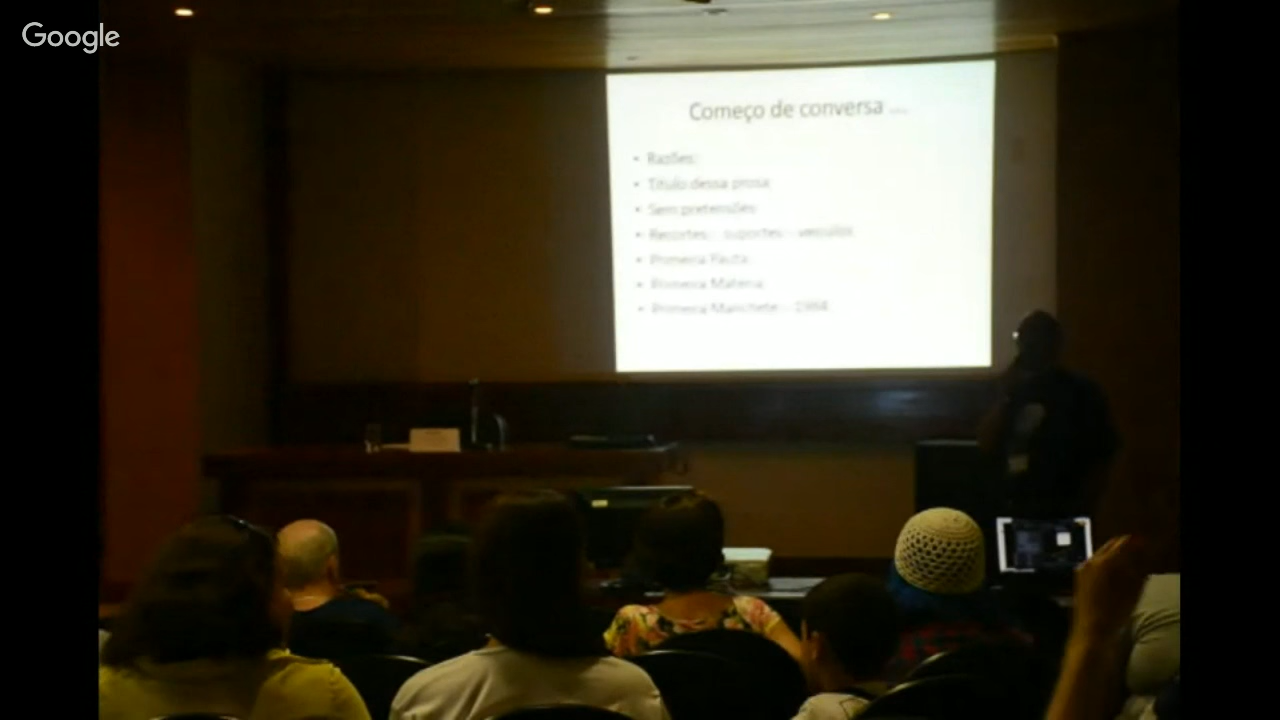 Google
Começo de conversa ...
• Razões:
• Título dessa prosa
• Sem pretensões
• Recortes - suportes - veículos
• Primeira Pauta
• Primeira Matéria
• Primeira Manchete - 1984